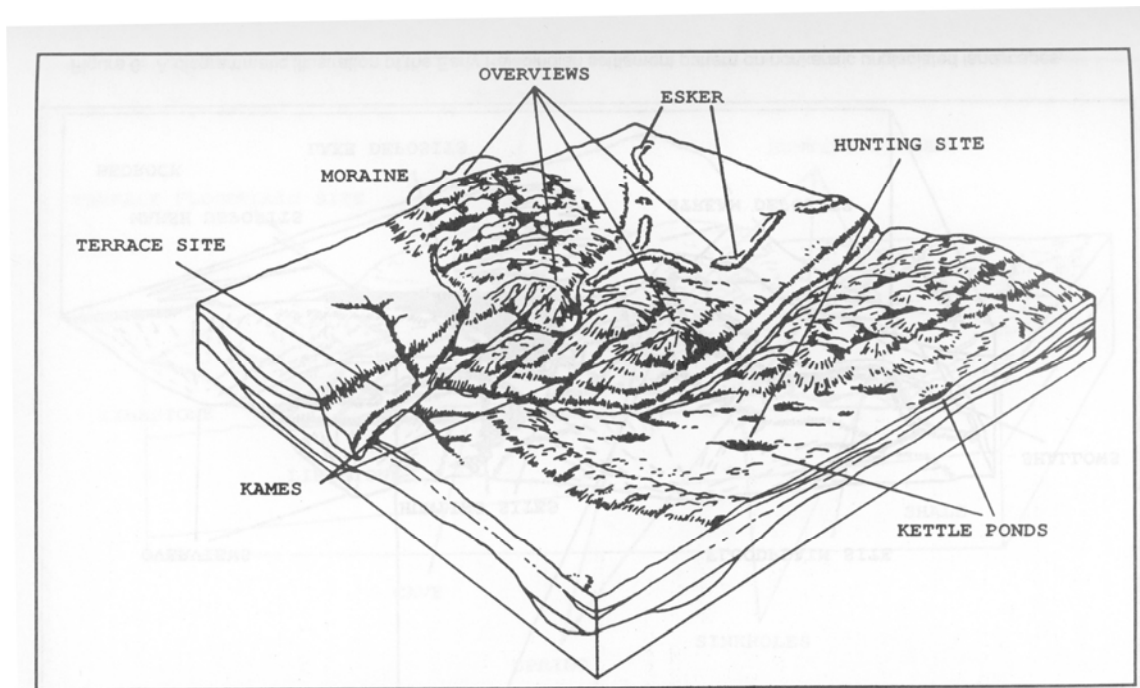 OVERVIEWS
ESKER
HUNTING SITE
MORAINE
TERRACE SITE
KAMES
KETTLE PONDS